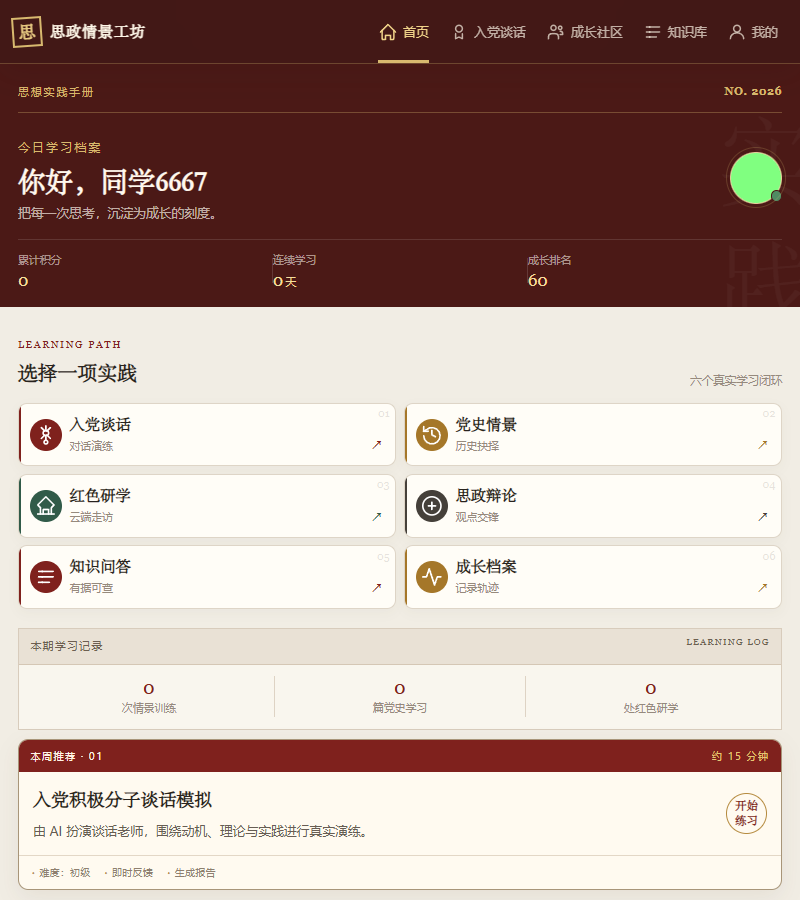 思 思政情景工坊 首页 入党谈话 成长社区 知识库 我的
思想实践手册 NO. 2026
今日学习档案
你好，同学6667
把每一次思考，沉淀为成长的刻度。
实践
累计积分 连续学习 成长排名
0 0 天 60
LEARNING PATH
选择一项实践 六个真实学习闭环
01
入党谈话
对话演练 ↗
02
党史情景
历史抉择 ↗
03
红色研学
云端走访 ↗
04
思政辩论
观点交锋 ↗
05
知识问答
有据可查 ↗
06
成长档案
记录轨迹 ↗
本期学习记录 LEARNING LOG
0 0 0
次情景训练 篇党史学习 处红色研学
本周推荐 · 01 约 15 分钟
入党积极分子谈话模拟
由 AI 扮演谈话老师，围绕动机、理论与实践进行真实演练。
开始
练习
· 难度：初级 · 即时反馈 · 生成报告